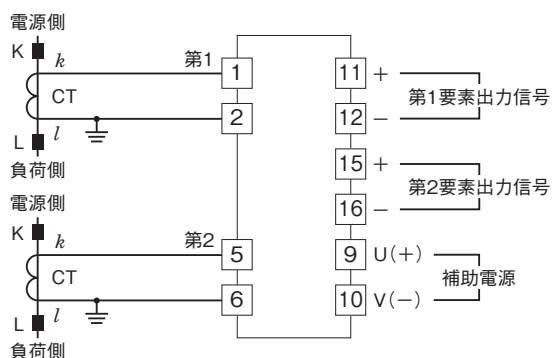 電源側
K
k
第1
1
CT
2
L
l
負荷側
電源側
K
k
第2
5
CT
6
L
l
負荷側
11 +
第1要素出力信号
12 −
15 +
第2要素出力信号
16 −
9 U(+)
補助電源
10 V(−)